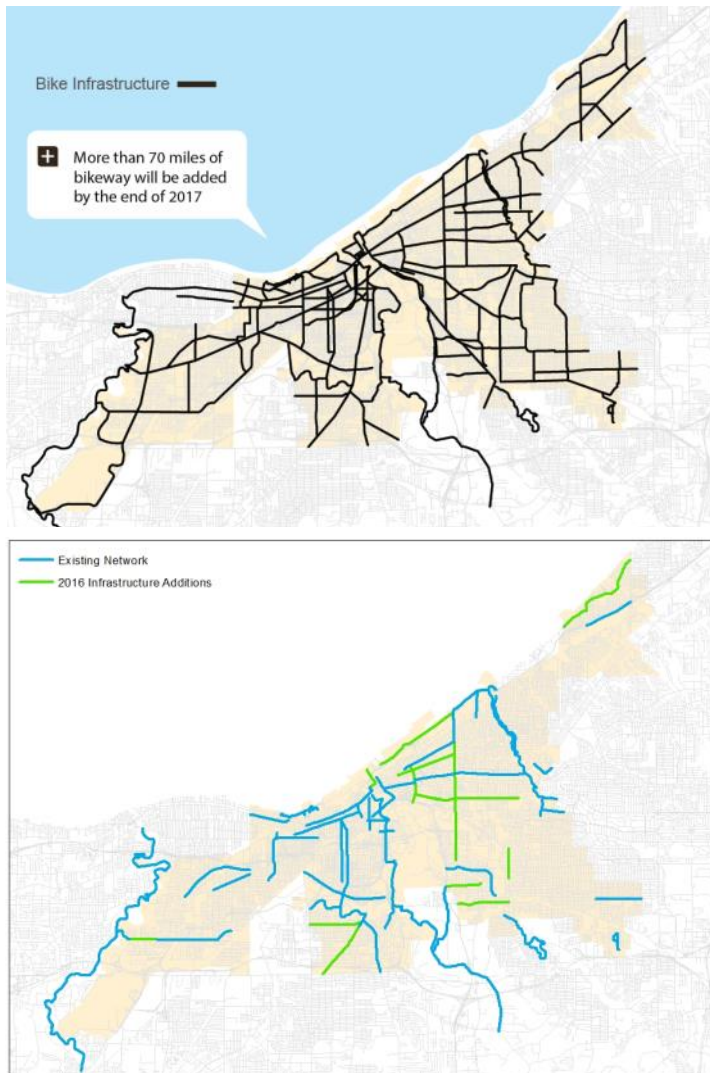 Bike Infrastructure
+ More than 70 miles of
bikeway will be added
by the end of 2017
Existing Network
2016 Infrastructure Additions